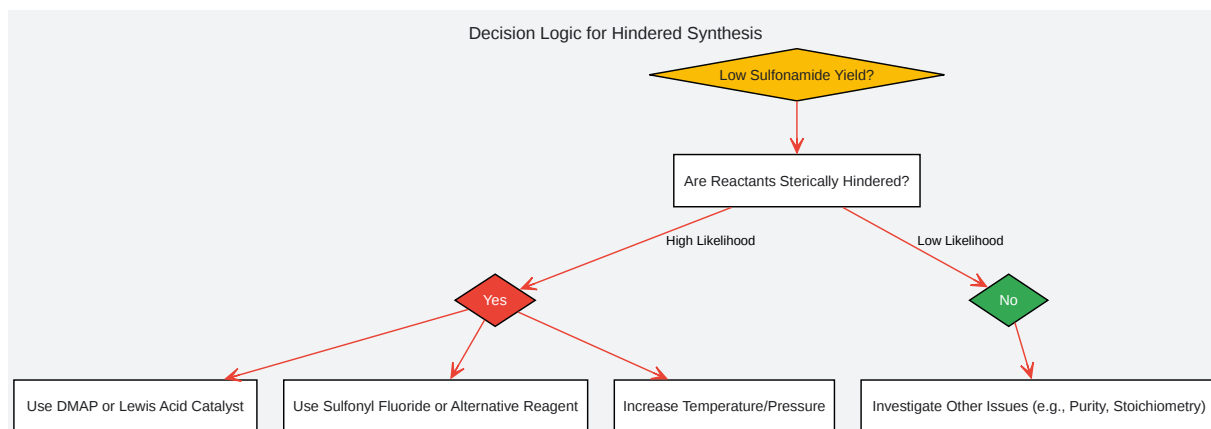 Decision Logic for Hindered Synthesis
Low Sulfonamide Yield?
Are Reactants Sterically Hindered?
High Likelihood
Low Likelihood
Yes
No
Use DMAP or Lewis Acid Catalyst
Use Sulfonyl Fluoride or Alternative Reagent
Increase Temperature/Pressure
Investigate Other Issues (e.g., Purity, Stoichiometry)